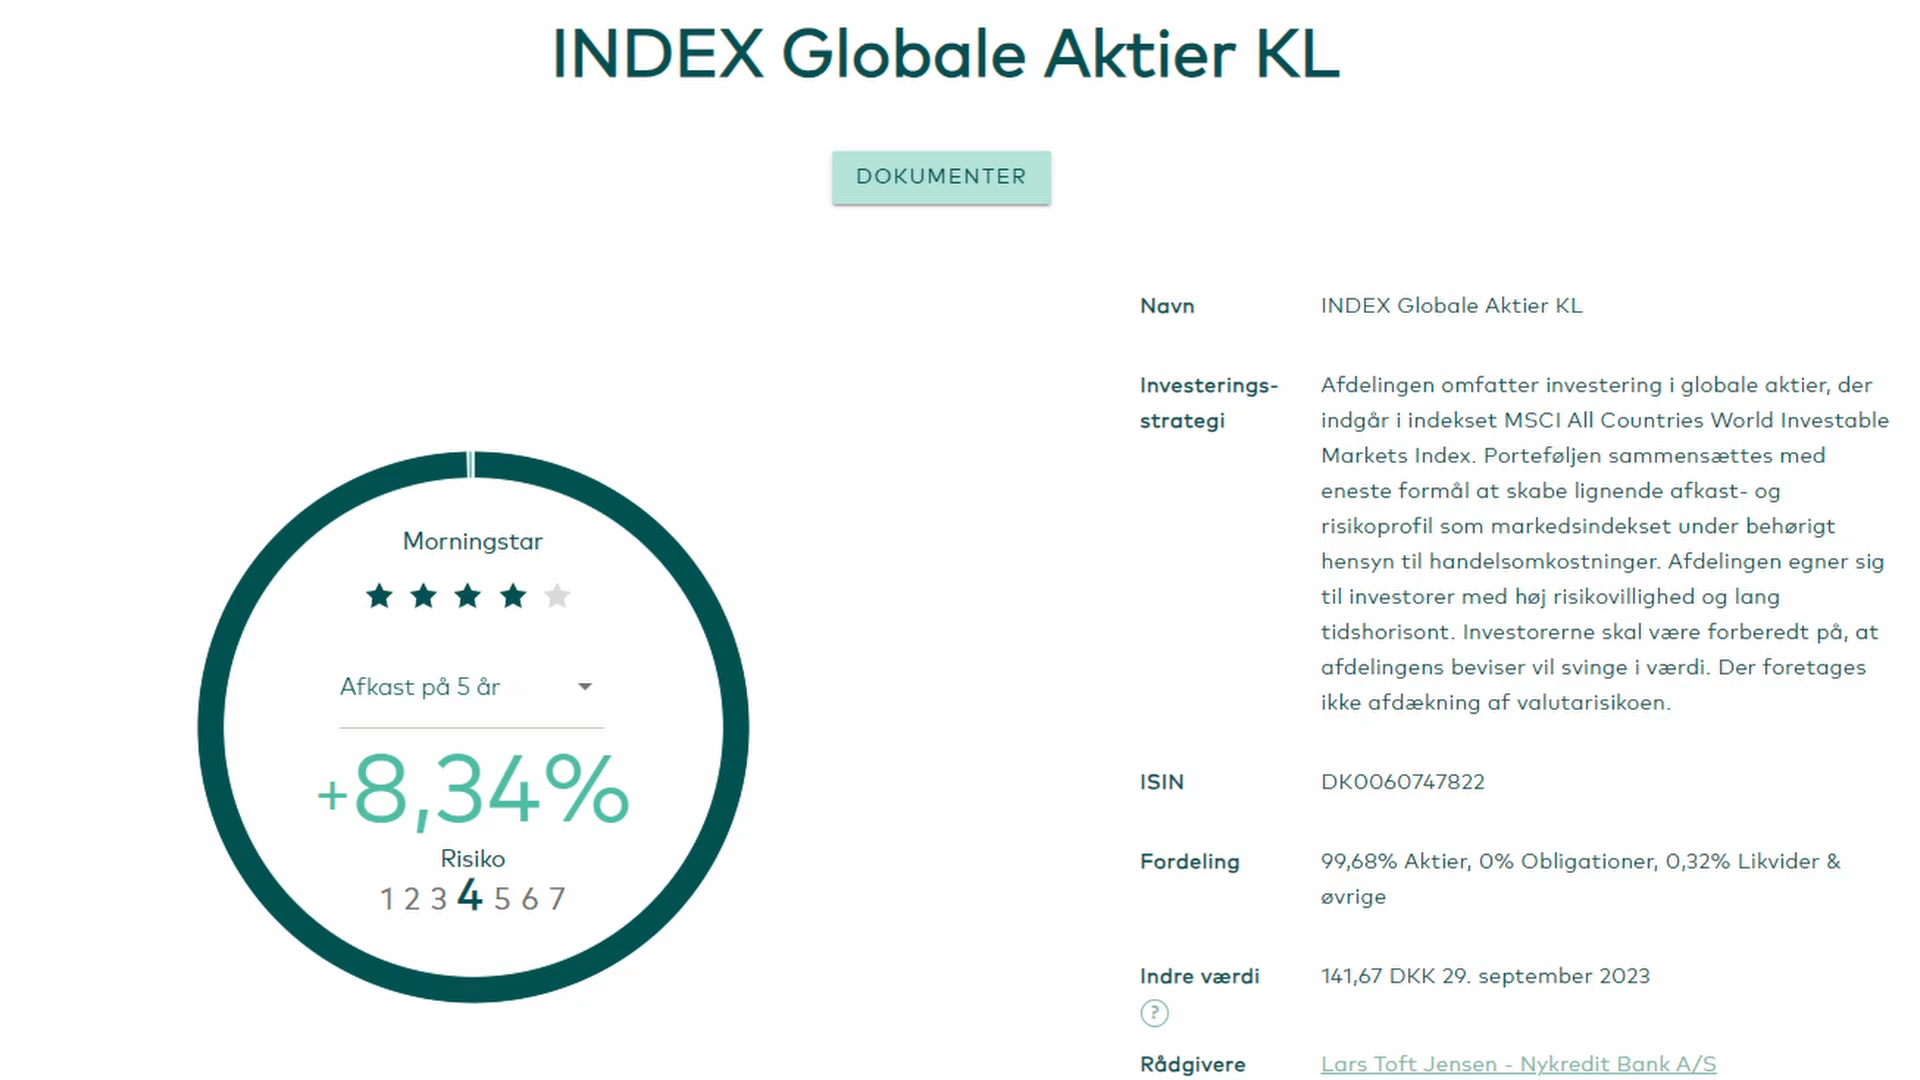 INDEX Globale Aktier KL
DOKUMENTER
Morningstar
Afkast på 5 år
+8,34%
Risiko
1 2 3 4 5 6 7
Navn
INDEX Globale Aktier KL
Investerings-
strategi
Afdelingen omfatter investering i globale aktier, der
indgår i indekset MSCI All Countries World Investable
Markets Index. Porteføljen sammensættes med
eneste formål at skabe lignende afkast- og
risikoprofil som markedsindekset under behørigt
hensyn til handelsomkostninger. Afdelingen egner sig
til investorer med høj risikovillighed og lang
tidshorisont. Investorerne skal være forberedt på, at
afdelingens beviser vil svinge i værdi. Der foretages
ikke afdækning af valutarisikoen.
ISIN
DK0060747822
Fordeling
99,68% Aktier, 0% Obligationer, 0,32% Likvider &
øvrige
Indre værdi
?
141,67 DKK 29. september 2023
Rådgivere
Lars Toft Jensen - Nykredit Bank A/S